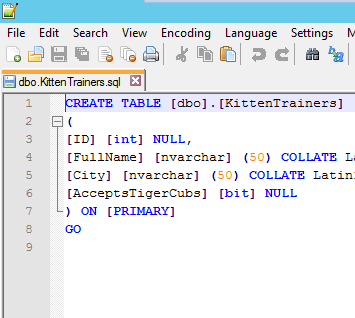 File Edit Search View Encoding Language Settings
dbo.KittenTrainers.sql
1 CREATE TABLE [dbo].[KittenTrainers]
2 (
3 [ID] [int] NULL,
4 [FullName] [nvarchar] (50) COLLATE
5 [City] [nvarchar] (50) COLLATE
6 [AcceptsTigerCubs] [bit] NULL
7 ) ON [PRIMARY]
8 GO
9